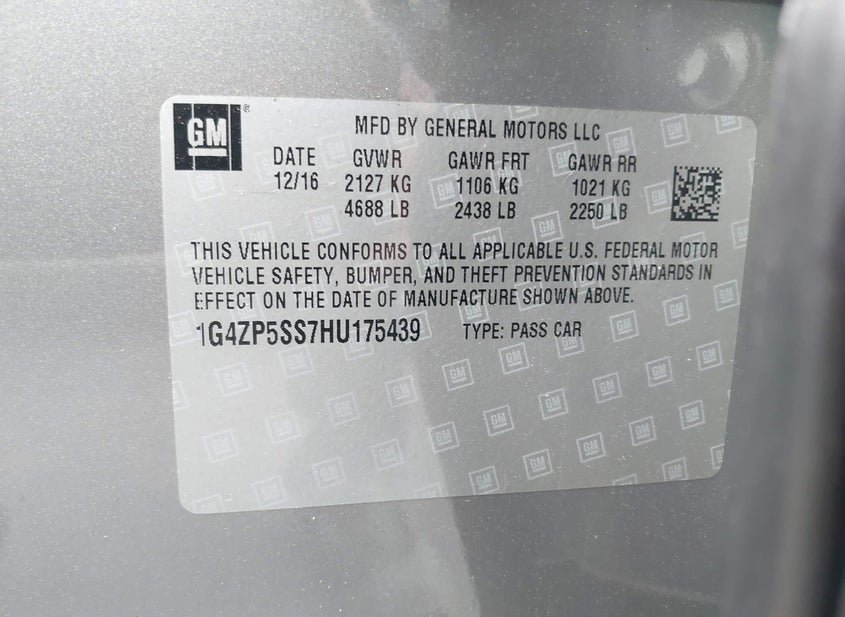 GM
MFD BY GENERAL MOTORS LLC
DATE GVWR GAWR FRT GAWR RR
12/16 2127 KG 1106 KG 1021 KG
4688 LB 2438 LB 2250 LB
THIS VEHICLE CONFORMS TO ALL APPLICABLE U.S. FEDERAL MOTOR
VEHICLE SAFETY, BUMPER, AND THEFT PREVENTION STANDARDS IN
EFFECT ON THE DATE OF MANUFACTURE SHOWN ABOVE.
1G4ZP5SS7HU175439 TYPE: PASS CAR